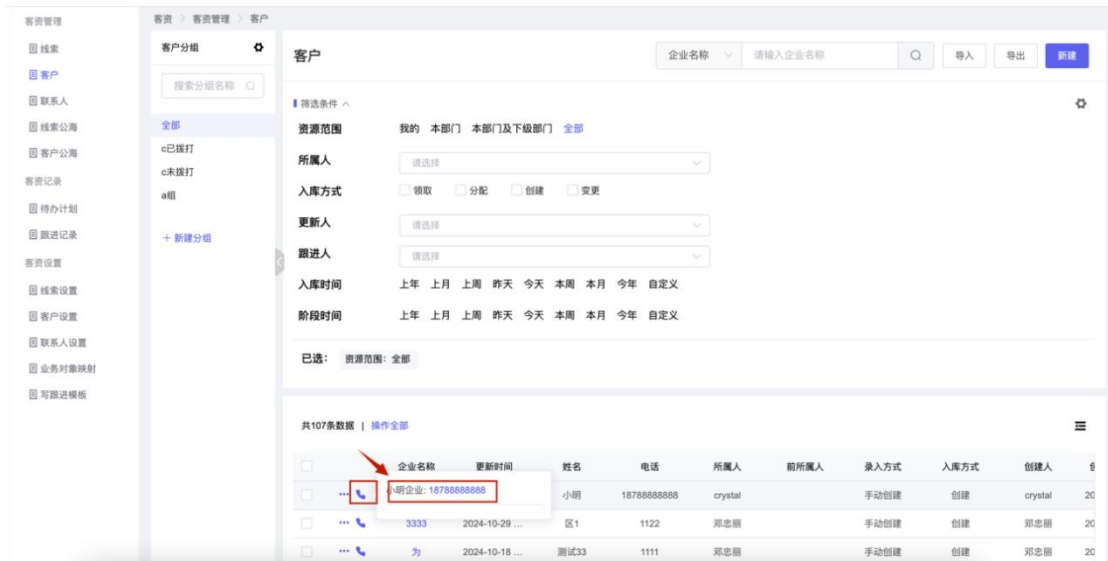 客资管理
线索
客户
联系人
线索公海
客户公海
客资记录
待办计划
跟进记录
客资设置
线索设置
客户设置
联系人设置
业务对象映射
写跟进模板
客资 > 客资管理 > 客户
客户分组
搜索分组名称
全部
c已拨打
c未拨打
a组
+ 新建分组
客户
企业名称 请输入企业名称 导入 导出 新建
筛选条件
资源范围 我的 本部门 本部门及下级部门 全部
所属人 请选择
入库方式 领取 分配 创建 变更
更新人 请选择
跟进人 请选择
入库时间 上年 上月 上周 昨天 今天 本周 本月 今年 自定义
阶段时间 上年 上月 上周 昨天 今天 本周 本月 今年 自定义
已选: 资源范围: 全部
共107条数据 | 操作全部
企业名称 更新时间 姓名 电话 所属人 前所属人 录入方式 入库方式 创建人
小明企业: 18788888888
小明 18788888888 crystal 手动创建 创建 crystal 20
3333 2024-10-29 ... 区1 1122 邓忠丽 手动创建 创建 邓忠丽 20
为 2024-10-18 ... 测试33 1111 邓忠丽 手动创建 创建 邓忠丽 20